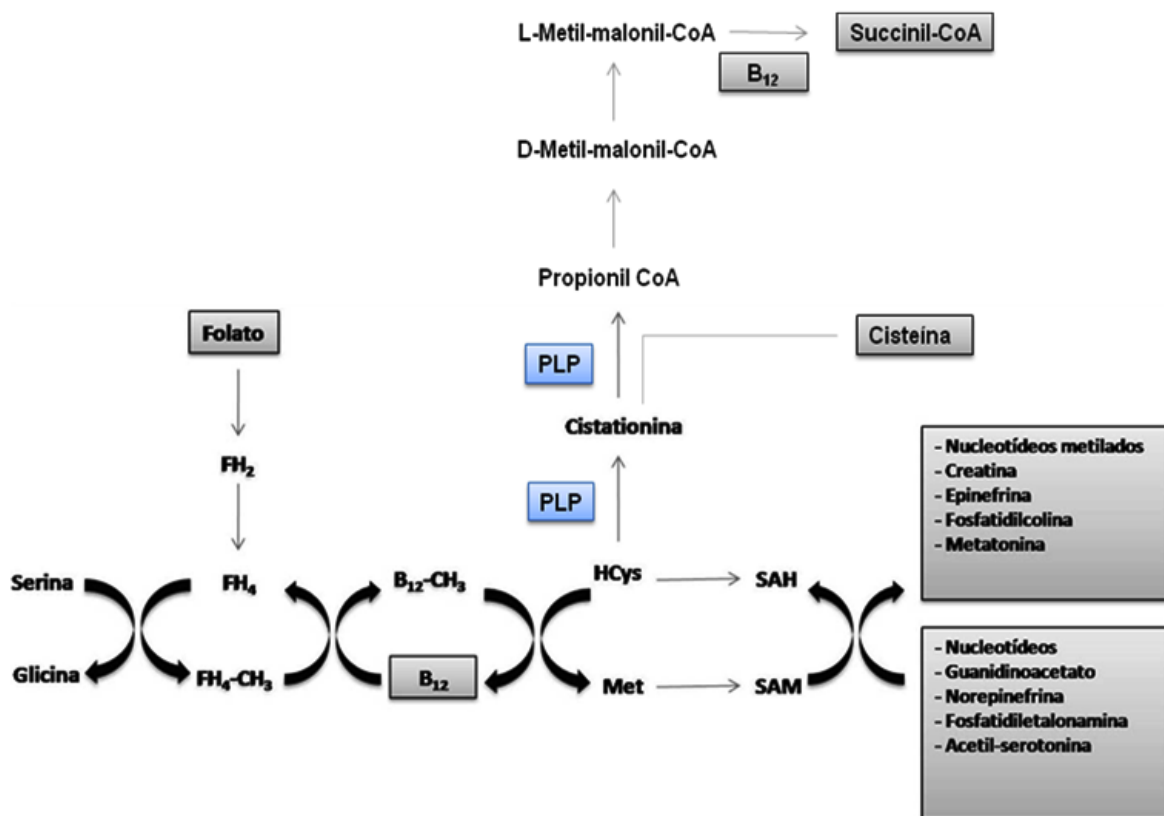 L-Metil-malonil-CoA
Succinil-CoA
B₁₂
D-Metil-malonil-CoA
Propionil CoA
Folato
Cisteína
PLP
Cistationina
FH₂
PLP
- Nucleotídeos metilados
- Creatina
- Epinefrina
- Fosfatidilcolina
- Metatonina
Serina
FH₄
B₁₂-CH₃
HCys
SAH
Glicina
FH₄-CH₃
B₁₂
Met
SAM
- Nucleotídeos
- Guanidinoacetato
- Norepinefrina
- Fosfatidiletalonamina
- Acetil-serotonina